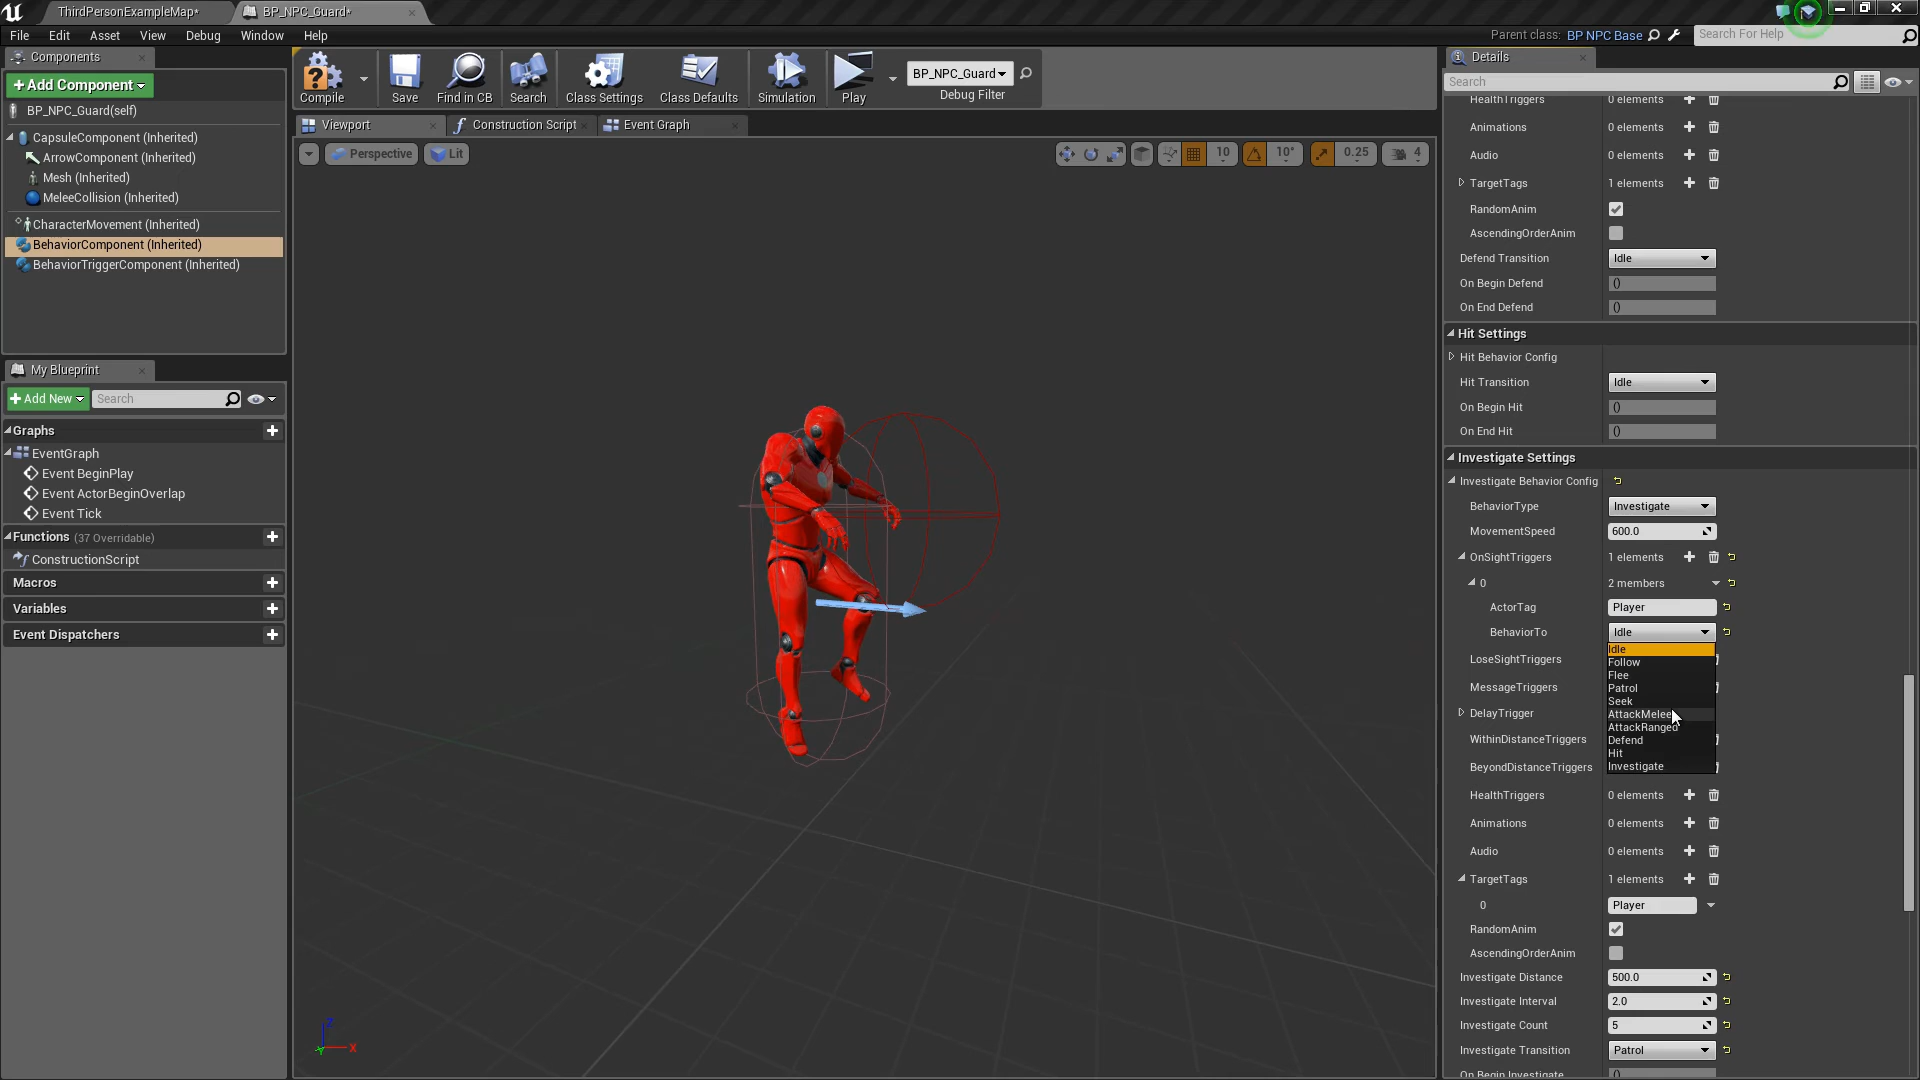 ThirdPersonExampleMap*
BP_NPC_Guard*
File Edit Asset View Debug Window Help
Parent class: BP NPC Base
Search For Help
Components
+Add Component
BP_NPC_Guard(self)
CapsuleComponent (Inherited)
ArrowComponent (Inherited)
Mesh (Inherited)
MeleeCollision (Inherited)
CharacterMovement (Inherited)
BehaviorComponent (Inherited)
BehaviorTriggerComponent (Inherited)
My Blueprint
+Add New
Search
Graphs
EventGraph
Event BeginPlay
Event ActorBeginOverlap
Event Tick
Functions (37 Overridable)
ConstructionScript
Macros
Variables
Event Dispatchers
Compile
Save
Find in CB
Search
Class Settings
Class Defaults
Simulation
Play
BP_NPC_Guard
Debug Filter
Viewport
Construction Script
Event Graph
Perspective
Lit
10
10°
0.25
4
Z
X
Y
Details
Search
HealthTriggers 0 elements
Animations 0 elements
Audio 0 elements
TargetTags 1 elements
RandomAnim
AscendingOrderAnim
Defend Transition Idle
On Begin Defend ()
On End Defend ()
Hit Settings
Hit Behavior Config
Hit Transition Idle
On Begin Hit ()
On End Hit ()
Investigate Settings
Investigate Behavior Config
BehaviorType Investigate
MovementSpeed 600.0
OnSightTriggers 1 elements
0 2 members
ActorTag Player
BehaviorTo Idle
Idle
Follow
Flee
Patrol
Seek
AttackMelee
AttackRanged
Defend
Hit
Investigate
LoseSightTriggers
MessageTriggers
DelayTrigger
WithinDistanceTriggers
BeyondDistanceTriggers
HealthTriggers 0 elements
Animations 0 elements
Audio 0 elements
TargetTags 1 elements
0 Player
RandomAnim
AscendingOrderAnim
Investigate Distance 500.0
Investigate Interval 2.0
Investigate Count 5
Investigate Transition Patrol
On Begin Investigate ()